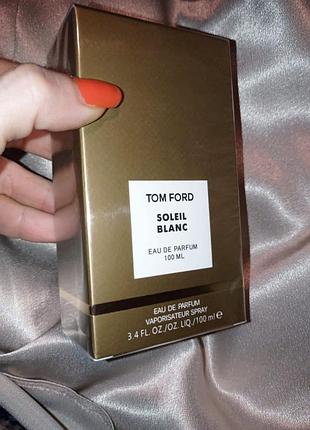 TOM FORD
SOLEIL
BLANC
EAU DE PARFUM
100 ML
EAU DE PARFUM
VAPORISATEUR SPRAY
3.4 FL. OZ./OZ. LIQ./100 ml ℮